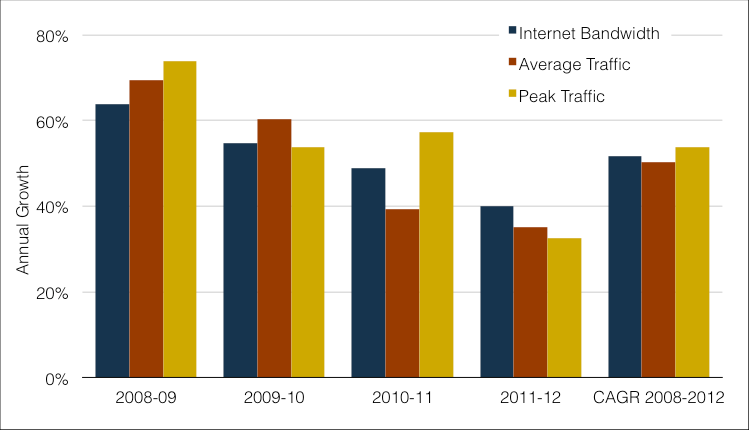 80%
60%
40%
20%
0%
Annual Growth
Internet Bandwidth
Average Traffic
Peak Traffic
2008-09
2009-10
2010-11
2011-12
CAGR 2008-2012